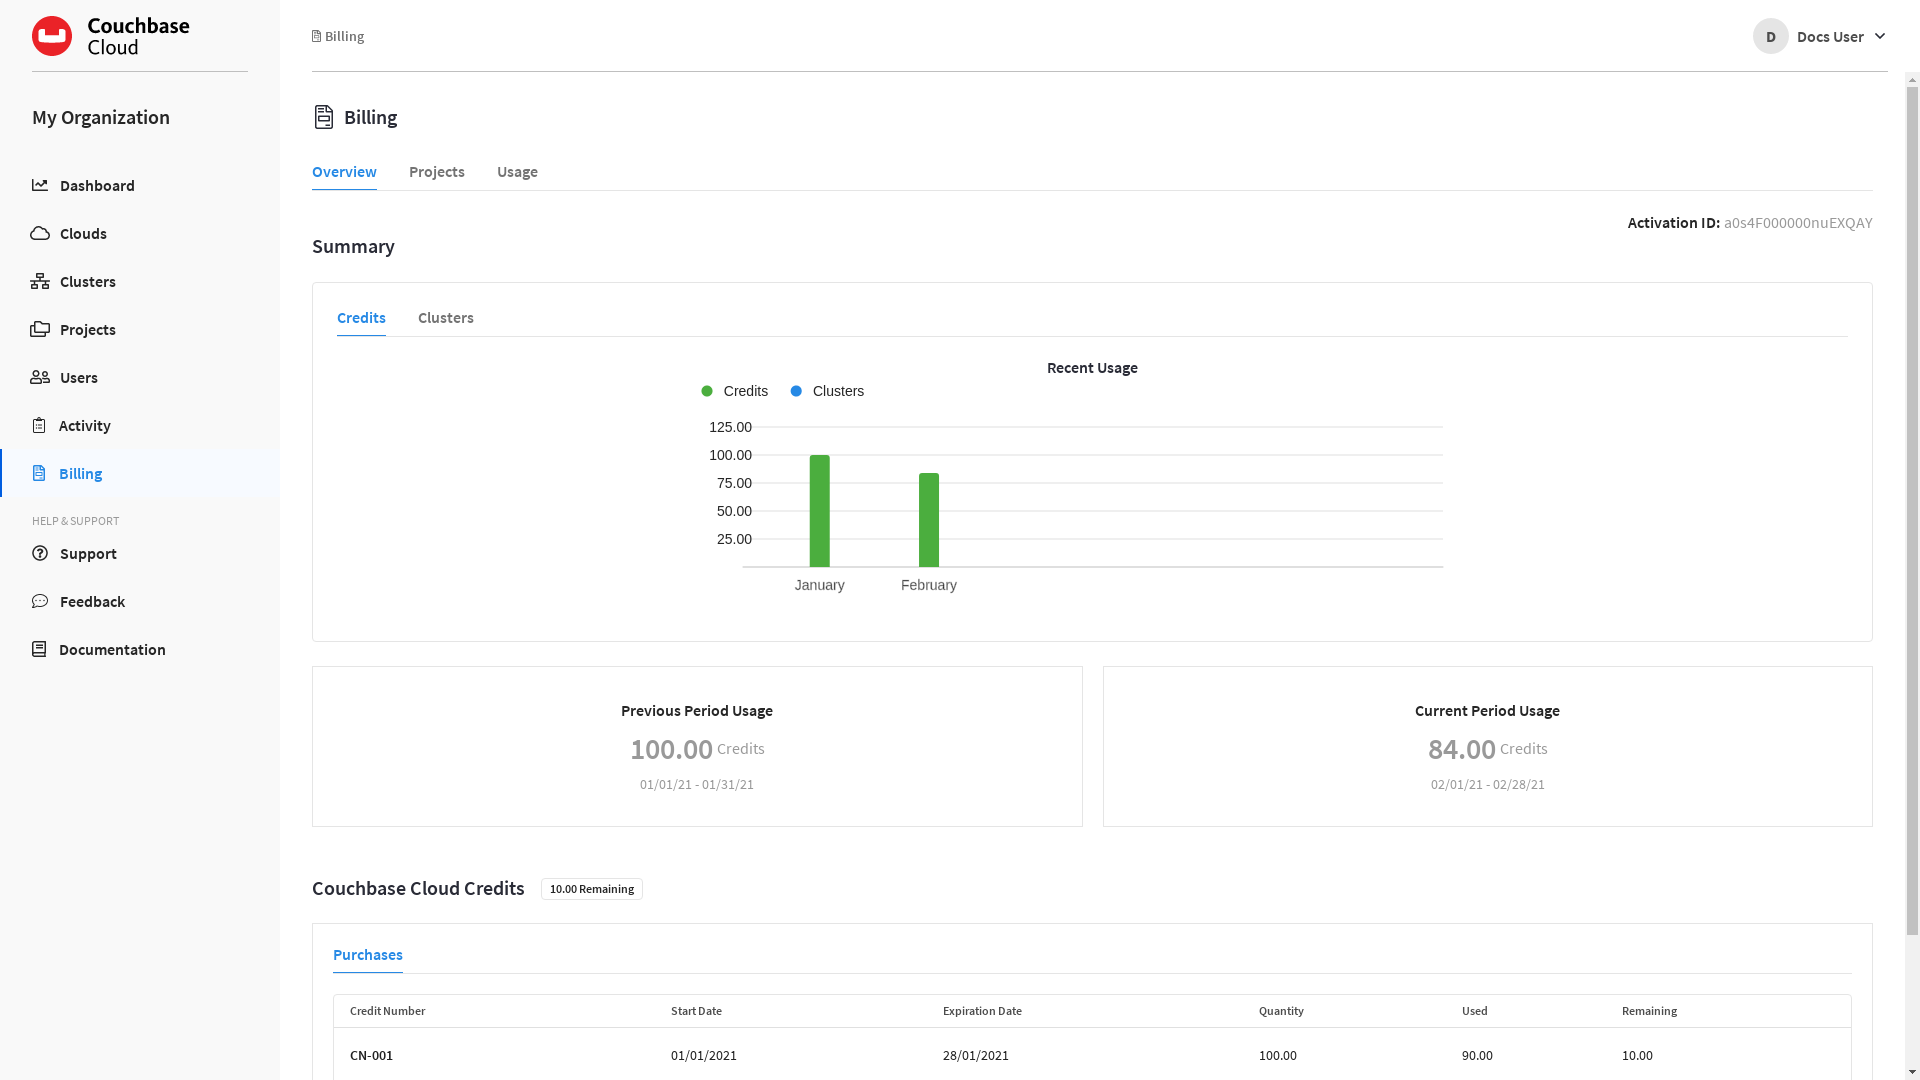 Couchbase
Cloud
Billing
D
Docs User
My Organization
Dashboard
Clouds
Clusters
Projects
Users
Activity
Billing
HELP & SUPPORT
Support
Feedback
Documentation
Billing
Overview Projects Usage
Activation ID: a0s4F000000nuEXQAY
Summary
Credits Clusters
Recent Usage
Credits Clusters
125.00
100.00
75.00
50.00
25.00
January February
Previous Period Usage
100.00 Credits
01/01/21 - 01/31/21
Current Period Usage
84.00 Credits
02/01/21 - 02/28/21
Couchbase Cloud Credits 10.00 Remaining
Purchases
Credit Number Start Date Expiration Date Quantity Used Remaining
CN-001 01/01/2021 28/01/2021 100.00 90.00 10.00